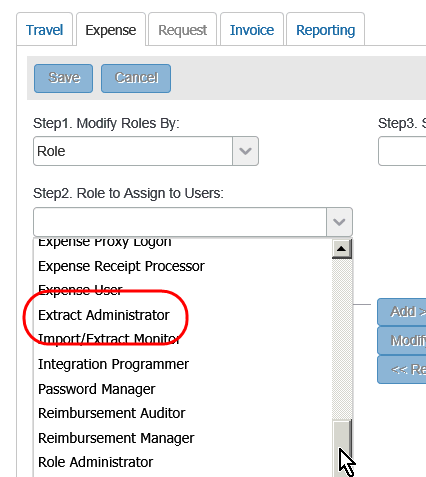 Travel Expense Request Invoice Reporting
Save Cancel
Step1. Modify Roles By: Step3. S
Role
Step2. Role to Assign to Users:
Expense Proxy Logon
Expense Receipt Processor
Expense User
Extract Administrator
Add >
Import/Extract Monitor
Modif
Integration Programmer
<< Re
Password Manager
Reimbursement Auditor
Reimbursement Manager
Role Administrator